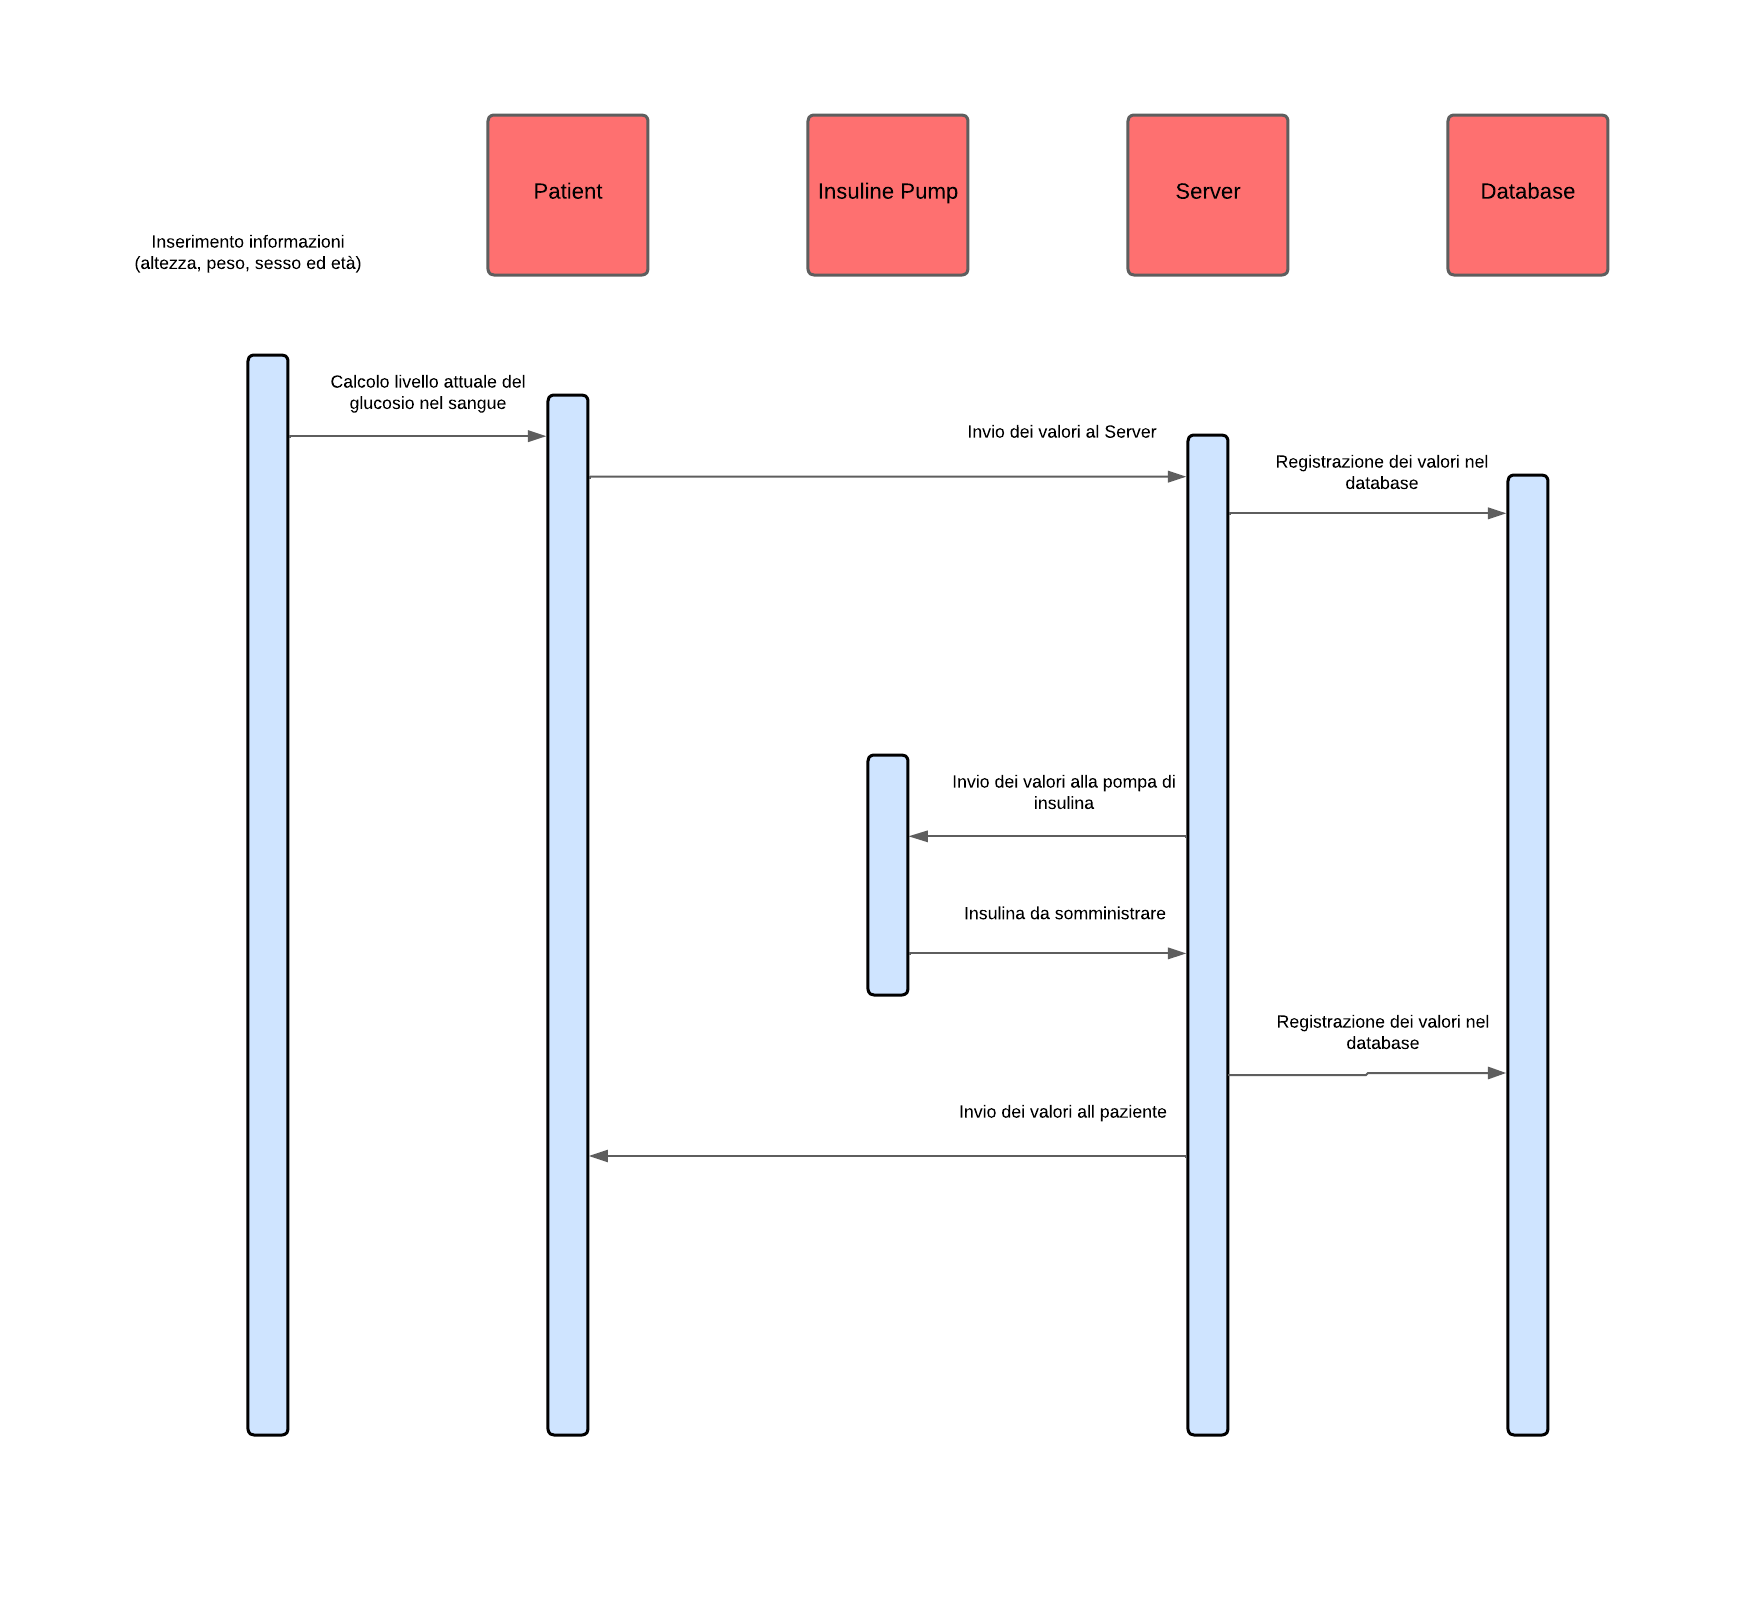 Patient
Insuline Pump
Server
Database
Inserimento informazioni
(altezza, peso, sesso ed età)
Calcolo livello attuale del
glucosio nel sangue
Invio dei valori al Server
Registrazione dei valori nel
database
Invio dei valori alla pompa di
insulina
Insulina da somministrare
Registrazione dei valori nel
database
Invio dei valori all paziente